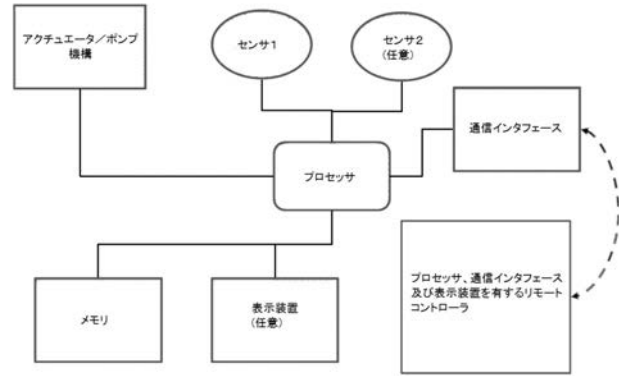 アクチュエータ／ポンプ
機構
センサ１
センサ２
(任意)
通信インタフェース
プロセッサ
プロセッサ、通信インタフェース
及び表示装置を有するリモート
コントローラ
メモリ
表示装置
(任意)